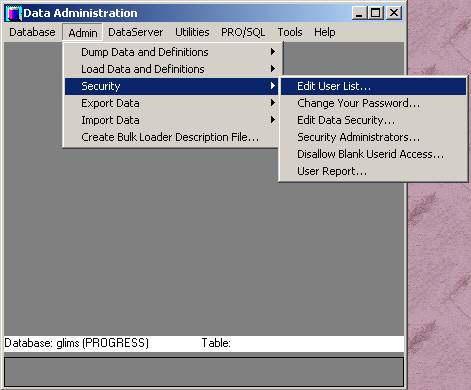 Data Administration
Database Admin DataServer Utilities PRO/SQL Tools Help
Dump Data and Definitions
Load Data and Definitions
Security
Export Data
Import Data
Create Bulk Loader Description File...
Edit User List...
Change Your Password...
Edit Data Security...
Security Administrators...
Disallow Blank Userid Access...
User Report...
Database: glims (PROGRESS) Table: